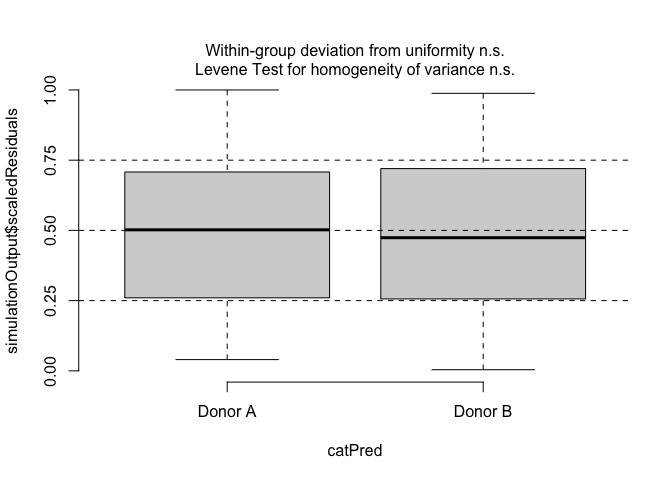 Within-group deviation from uniformity n.s.
Levene Test for homogeneity of variance n.s.
simulationOutput$scaledResiduals
1.00
0.75
0.50
0.25
0.00
Donor A
Donor B
catPred